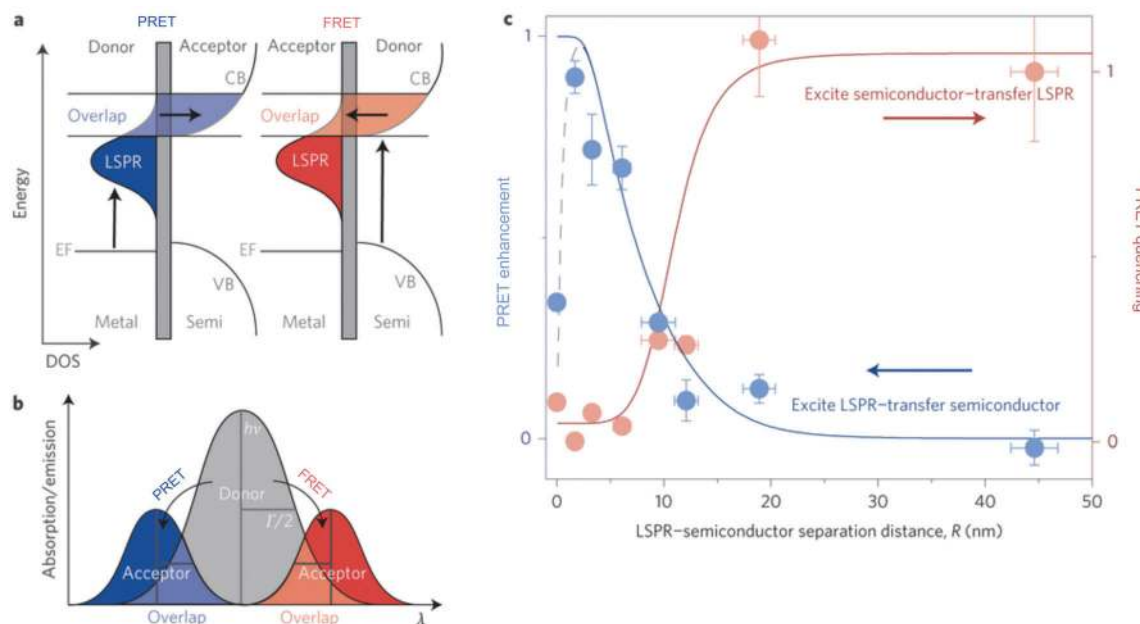 a
PRET
FRET
Donor
Acceptor
Acceptor
Donor
CB
CB
Overlap
Overlap
LSPR
LSPR
Energy
EF
EF
VB
VB
Metal
Semi
Metal
Semi
DOS
b
Absorption/emission
hν
PRET
FRET
Donor
Γ/2
Acceptor
Acceptor
Overlap
Overlap
λ
c
1
1
Excite semiconductor–transfer LSPR
PRET enhancement
quenching
Excite LSPR–transfer semiconductor
0
0
0
10
20
30
40
50
LSPR–semiconductor separation distance, R (nm)